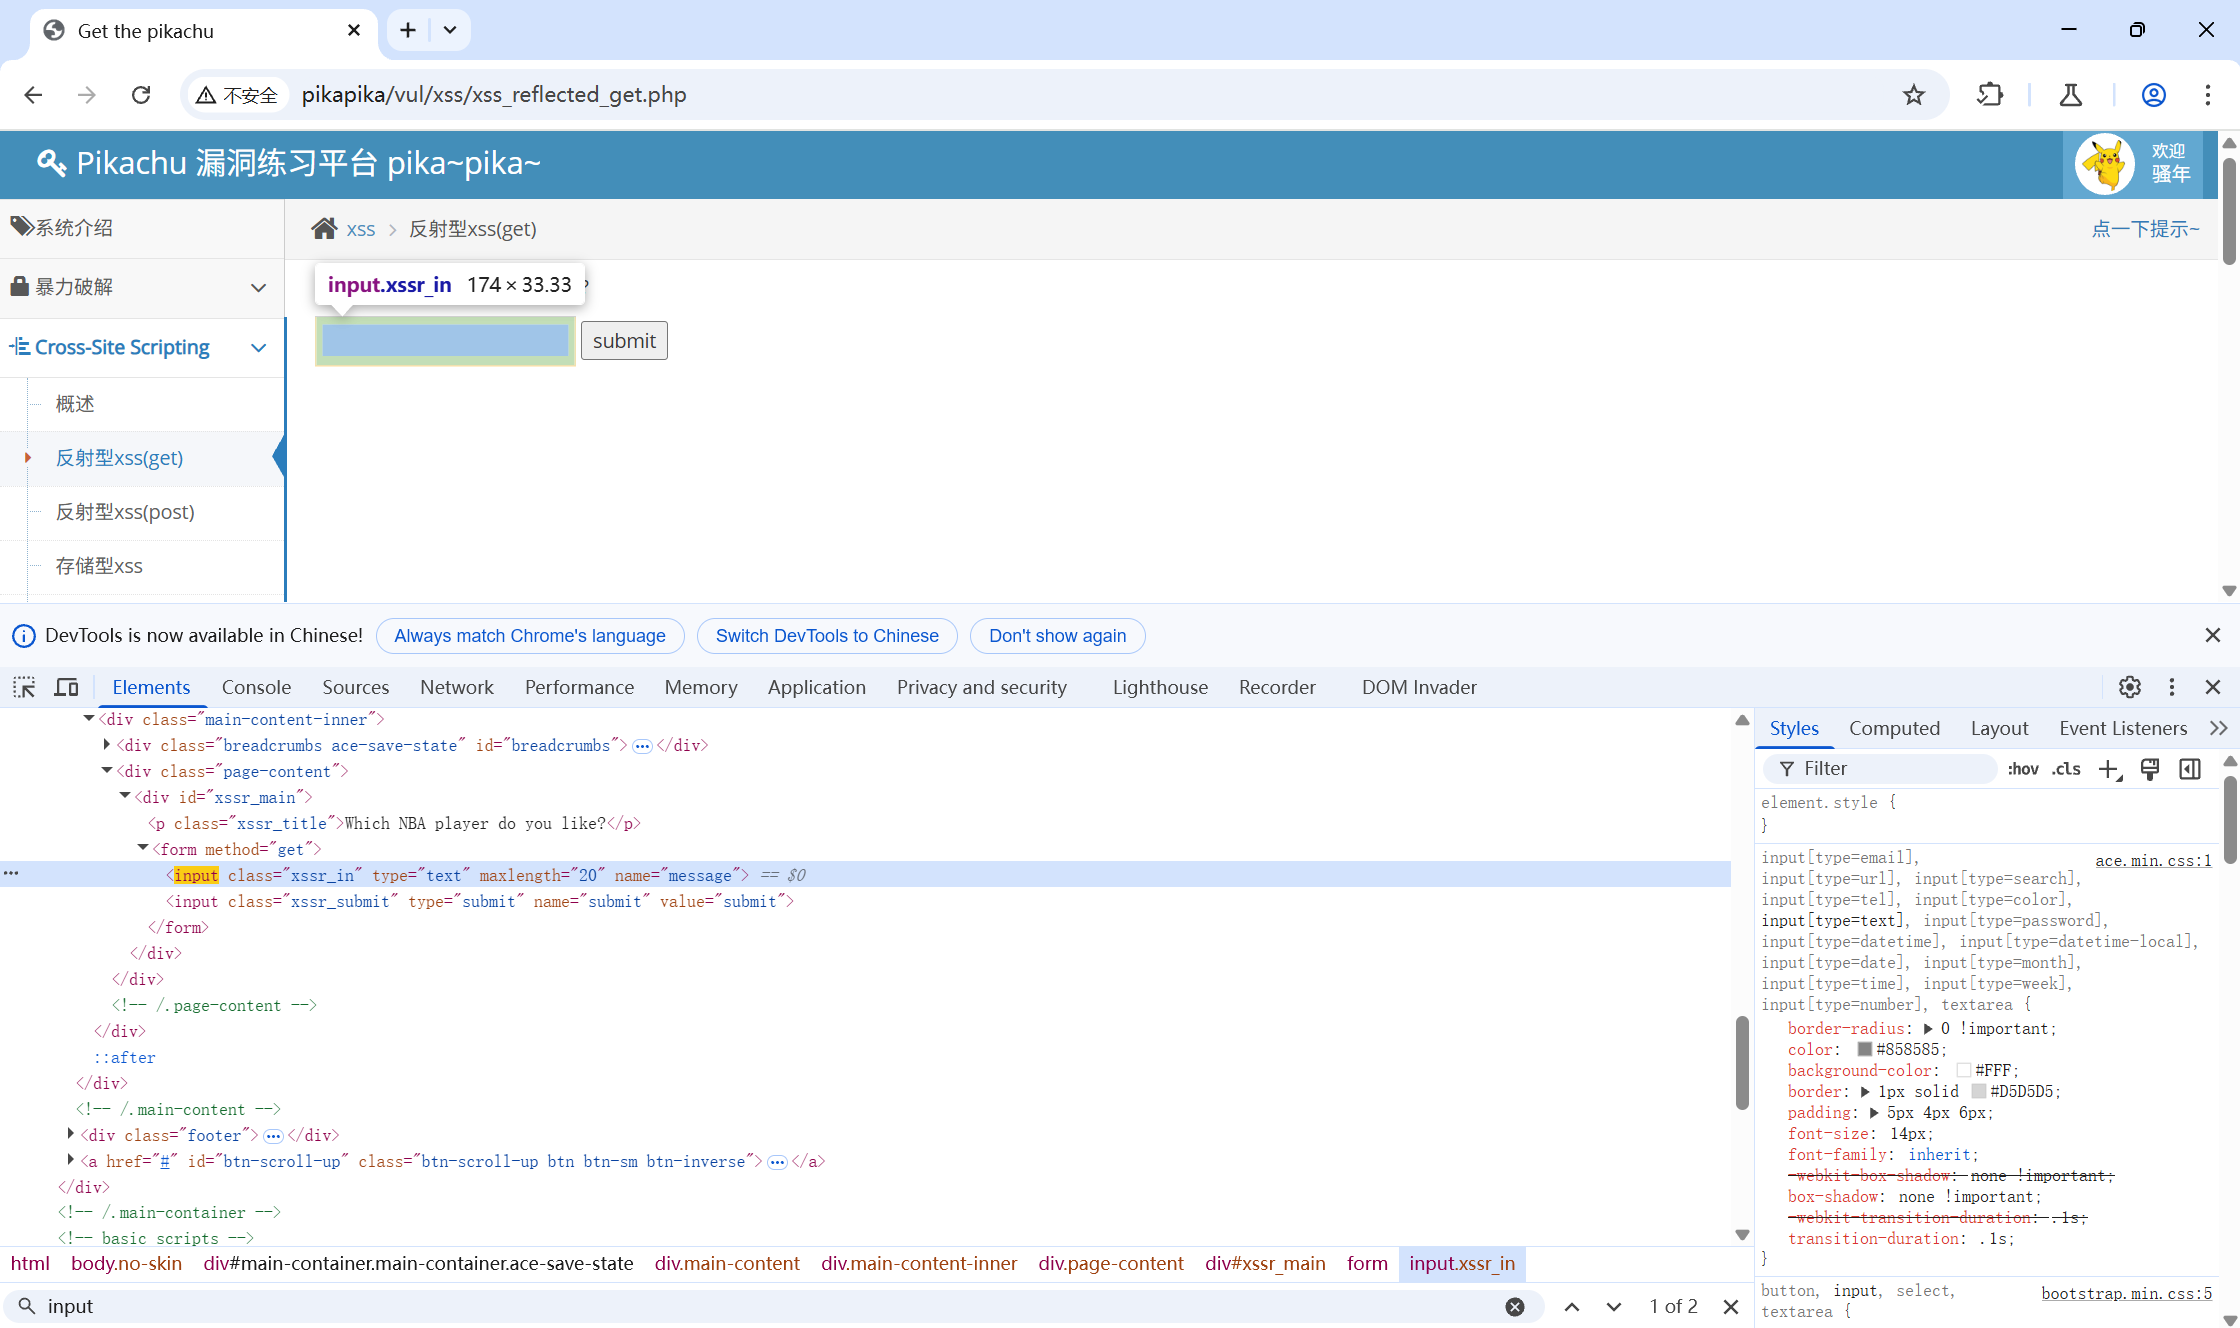 Get the pikachu
不安全
pikapika/vul/xss/xss_reflected_get.php
Pikachu 漏洞练习平台 pika~pika~
欢迎
骚年
系统介绍
暴力破解
Cross-Site Scripting
概述
反射型xss(get)
反射型xss(post)
存储型xss
xss > 反射型xss(get)
点一下提示~
input.xssr_in 174 × 33.33 ?
submit
DevTools is now available in Chinese! Always match Chrome's language Switch DevTools to Chinese Don't show again
Elements Console Sources Network Performance Memory Application Privacy and security Lighthouse Recorder DOM Invader
<div class="main-content-inner">
<div class="breadcrumbs ace-save-state" id="breadcrumbs">…</div>
<div class="page-content">
<div id="xssr_main">
<p class="xssr_title">Which NBA player do you like?</p>
<form method="get">
<input class="xssr_in" type="text" maxlength="20" name="message"> == $0
<input class="xssr_submit" type="submit" name="submit" value="submit">
</form>
</div>
</div>
<!-- /.page-content -->
</div>
::after
</div>
<!-- /.main-content -->
<div class="footer">…</div>
<a href="#" id="btn-scroll-up" class="btn-scroll-up btn btn-sm btn-inverse">…</a>
</div>
<!-- /.main-container -->
<!-- basic scripts -->
html body.no-skin div#main-container.main-container.ace-save-state div.main-content div.main-content-inner div.page-content div#xssr_main form input.xssr_in
input
1 of 2
Styles Computed Layout Event Listeners
Filter :hov .cls
element.style {
}
input[type=email], ace.min.css:1
input[type=url], input[type=search],
input[type=tel], input[type=color],
input[type=text], input[type=password],
input[type=datetime], input[type=datetime-local],
input[type=date], input[type=month],
input[type=time], input[type=week],
input[type=number], textarea {
border-radius: 0 !important;
color: #858585;
background-color: #FFF;
border: 1px solid #D5D5D5;
padding: 5px 4px 6px;
font-size: 14px;
font-family: inherit;
-webkit-box-shadow: none !important;
box-shadow: none !important;
-webkit-transition-duration: .1s;
transition-duration: .1s;
}
button, input, select, bootstrap.min.css:5
textarea {